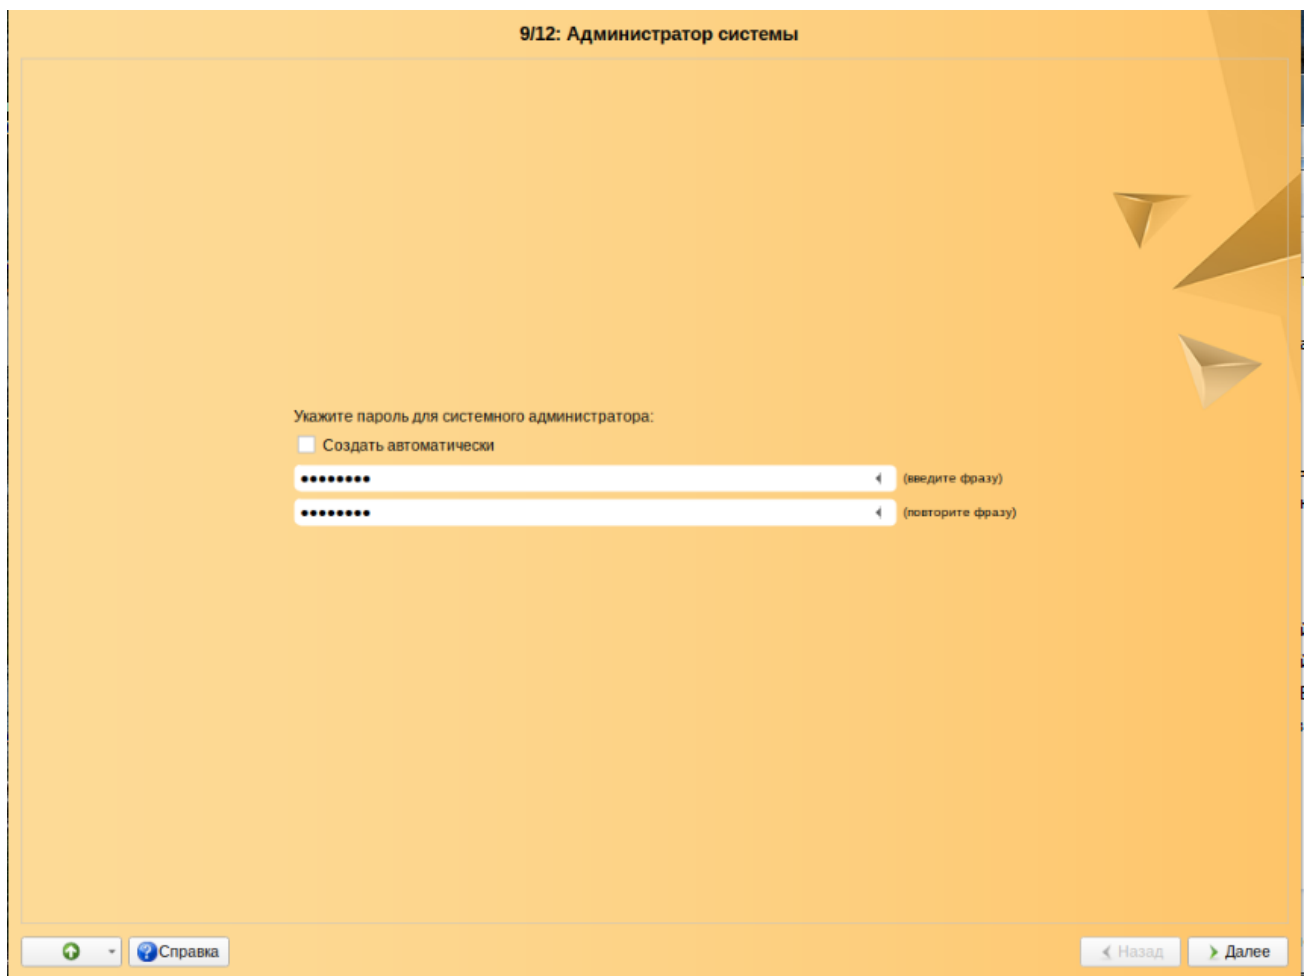 9/12: Администратор системы
Укажите пароль для системного администратора:
Создать автоматически
•••••••• (введите фразу)
•••••••• (повторите фразу)
Справка
Назад
Далее